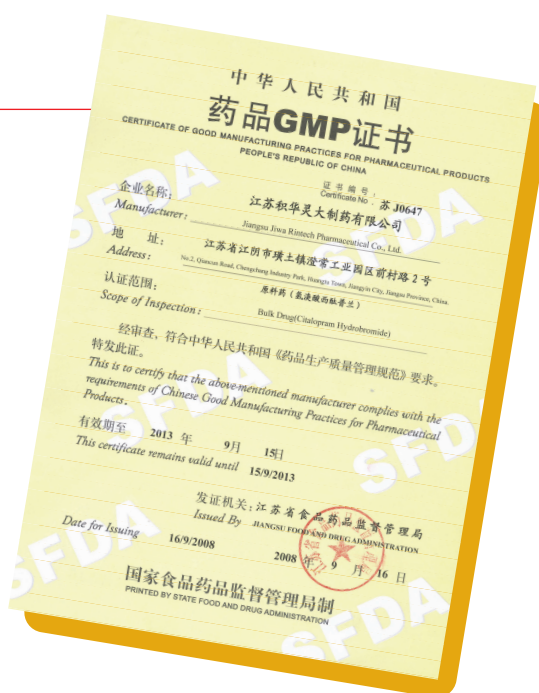 中华人民共和国
药品GMP证书
CERTIFICATE OF GOOD MANUFACTURING PRACTICES FOR PHARMACEUTICAL PRODUCTS
PEOPLE'S REPUBLIC OF CHINA
证书编号:
Certificate No 苏 J0647
企业名称: 江苏积华灵大制药有限公司
Manufacturer: Jiangsu Jiwa Rintech Pharmaceutical Co., Ltd.
地 址: 江苏省江阴市璜土镇澄常工业园区前村路2号
Address: No.2, Qiancun Road, Chengchang Industry Park, Huangtu Town, Jiangyin City, Jiangsu Province, China.
认证范围: 原料药(氢溴酸西酞普兰)
Scope of Inspection: Bulk Drug(Citalopram Hydrobromide)
经审查,符合中华人民共和国《药品生产质量管理规范》要求。
特发此证。
This is to certify that the above-mentioned manufacturer complies with the
requirements of Chinese Good Manufacturing Practices for Pharmaceutical
Products.
有效期至 2013 年 9月 15日
This certificate remains valid until 15/9/2013
发证机关:江苏省食品药品监督管理局
Issued By JIANGSU FOOD AND DRUG ADMINISTRATION
Date for Issuing 16/9/2008 2008 年 9 月 16 日
国家食品药品监督管理局制
PRINTED BY STATE FOOD AND DRUG ADMINISTRATION
SFDA
SFDA
SFDA
SFDA
SFDA
SFDA